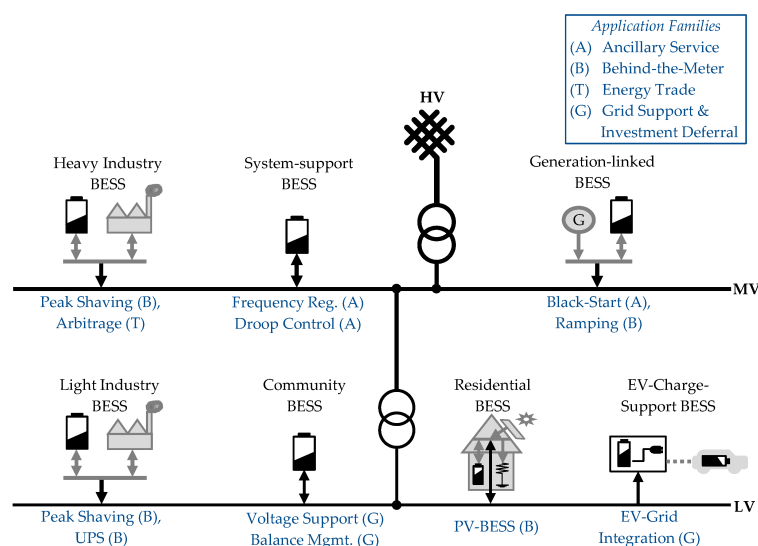 Application Families
(A) Ancillary Service
(B) Behind-the-Meter
(T) Energy Trade
(G) Grid Support &
Investment Deferral
HV
Heavy Industry
BESS
System-support
BESS
Generation-linked
BESS
G
MV
Peak Shaving (B),
Arbitrage (T)
Frequency Reg. (A)
Droop Control (A)
Black-Start (A),
Ramping (B)
Light Industry
BESS
Community
BESS
Residential
BESS
EV-Charge-
Support BESS
LV
Peak Shaving (B),
UPS (B)
Voltage Support (G)
Balance Mgmt. (G)
PV-BESS (B)
EV-Grid
Integration (G)